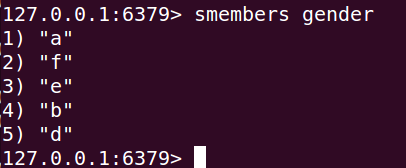 127.0.0.1:6379> smembers gender
1) "a"
2) "f"
3) "e"
4) "b"
5) "d"
127.0.0.1:6379>